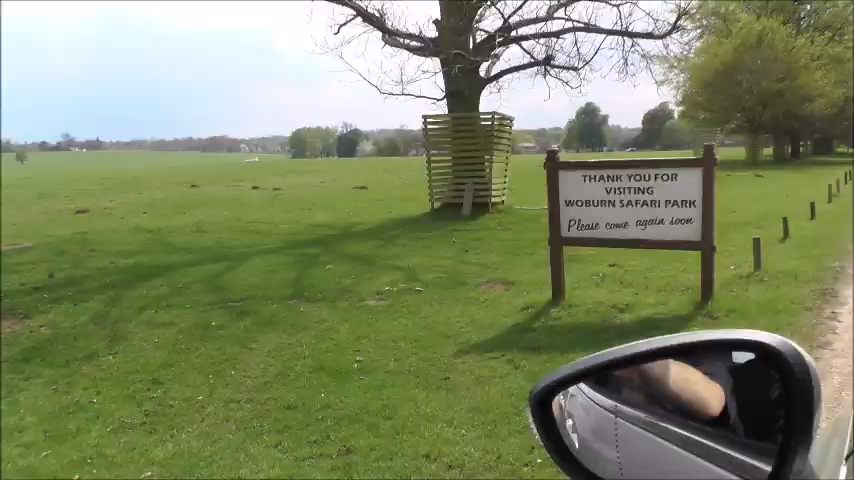 THANK YOU FOR
VISITING
WOBURN SAFARI PARK
Please come again soon